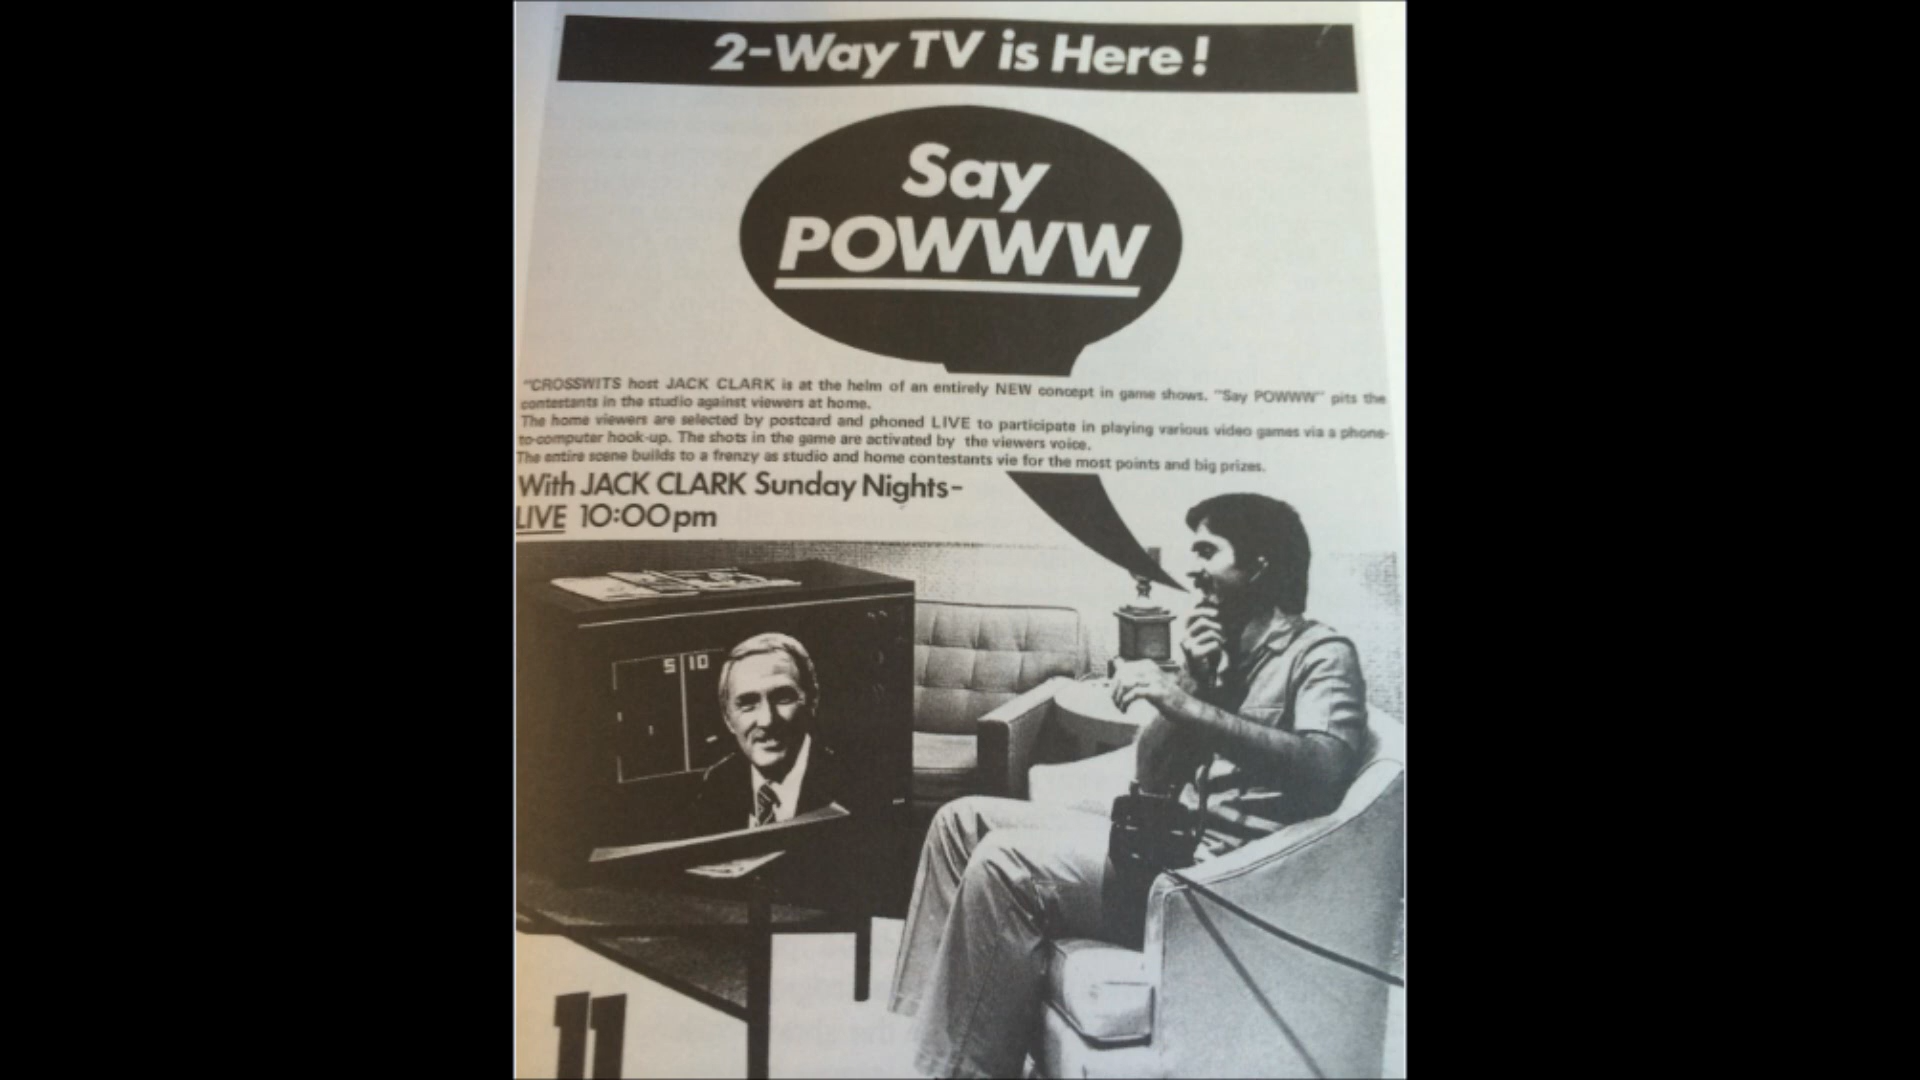 2-Way TV is Here!
Say
POWWW
"CROSSWITS host JACK CLARK is at the helm of an entirely NEW concept in game shows. "Say POWWW" pits the
contestants in the studio against viewers at home.
The home viewers are selected by postcard and phoned LIVE to participate in playing various video games via a phone-
to-computer hook-up. The shots in the game are activated by the viewers voice.
The entire scene builds to a frenzy as studio and home contestants vie for the most points and big prizes.
With JACK CLARK Sunday Nights-
LIVE 10:00pm
5 10
11